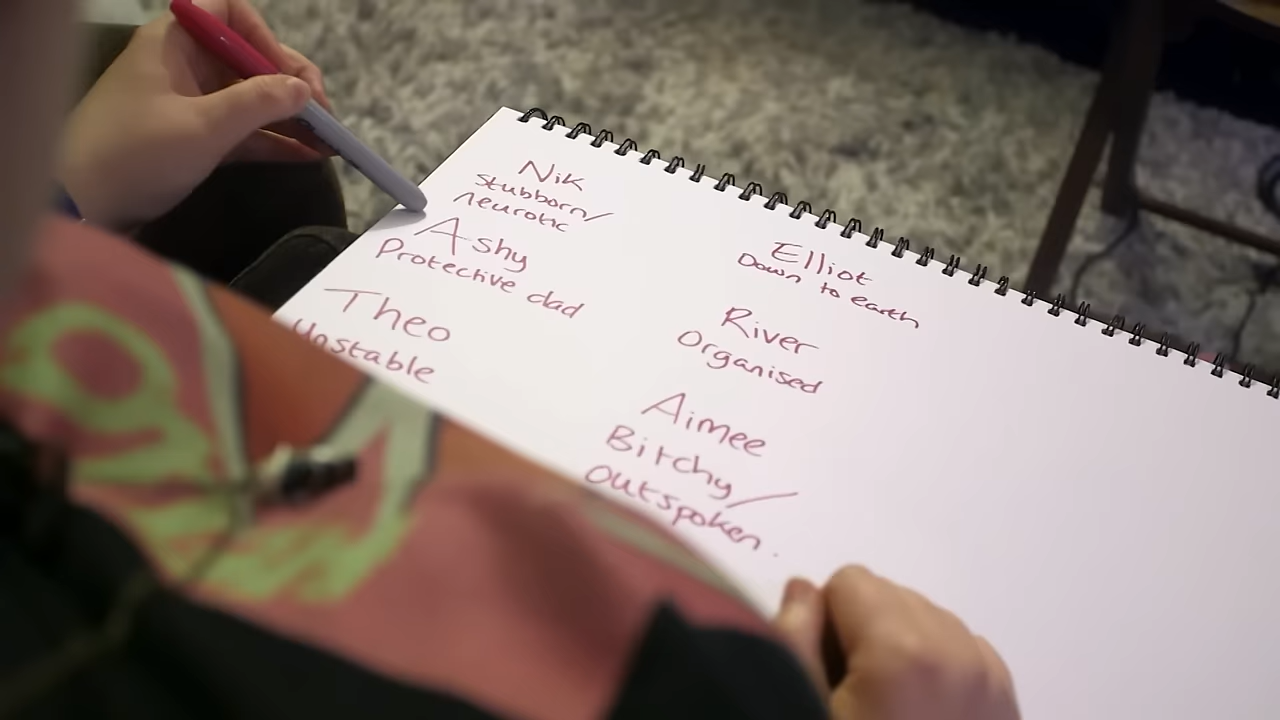 Nik
Stubborn/
neurotic
Ashy
Protective dad
Theo
Unstable
Elliot
Down to earth
River
Organised
Aimee
Bitchy/
Outspoken.